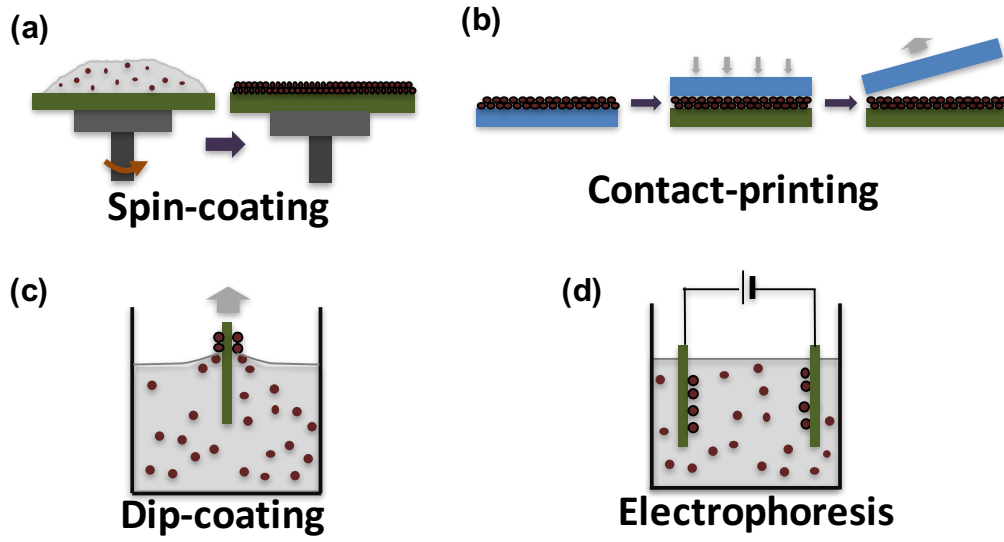 (a)
Spin-coating
(b)
Contact-printing
(c)
Dip-coating
(d)
Electrophoresis